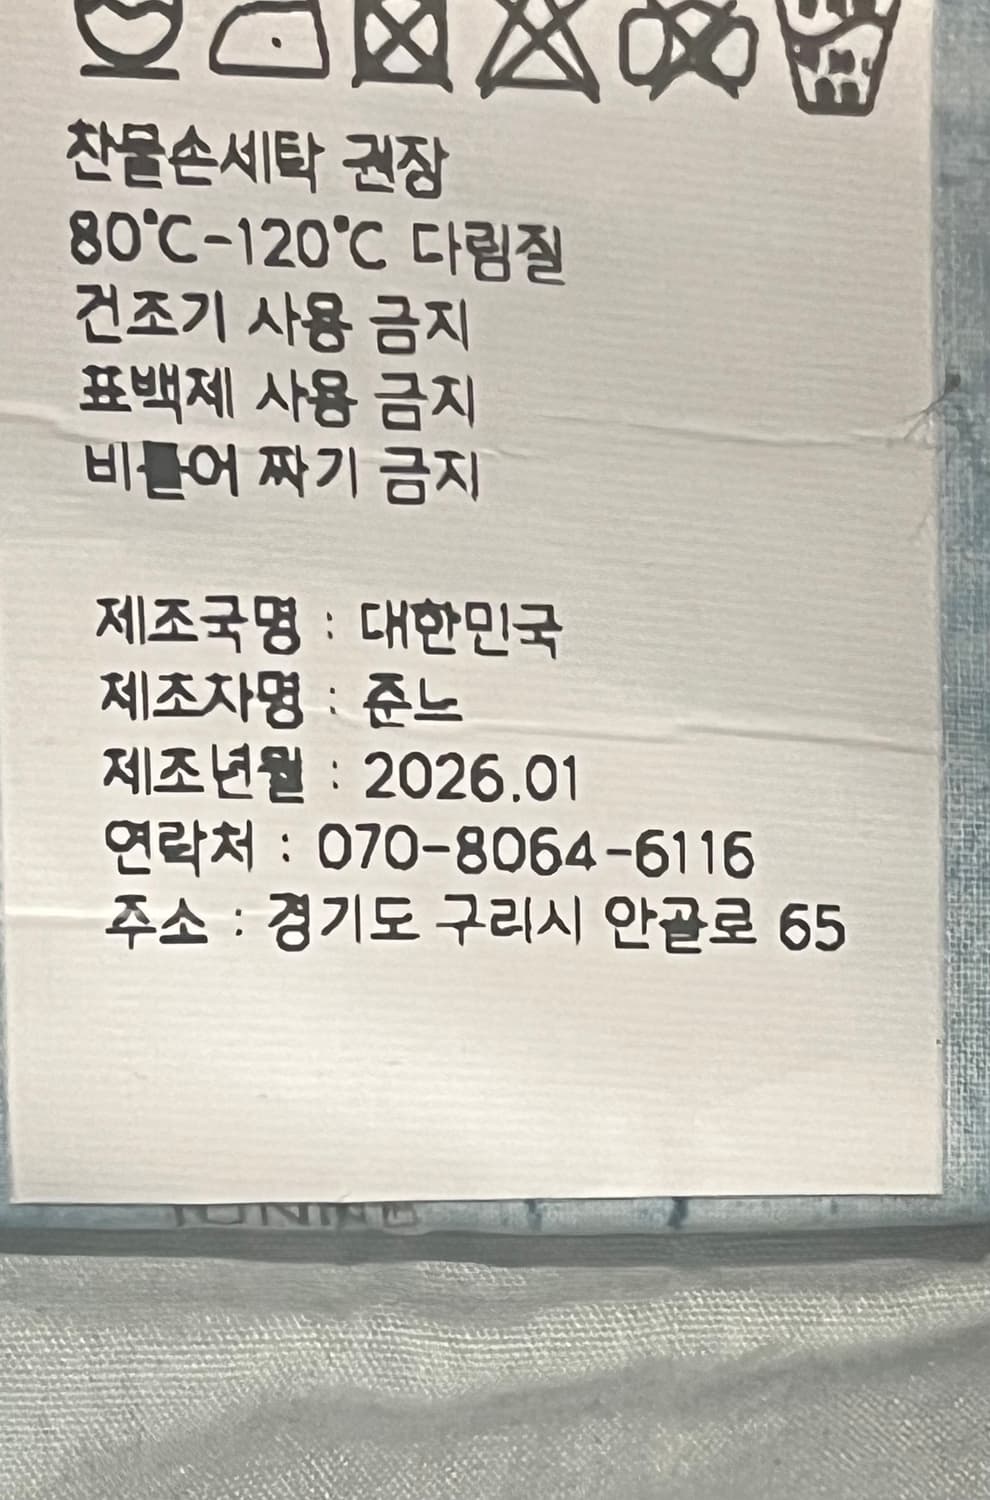 찬물손세탁 권장
80℃-120℃ 다림질
건조기 사용 금지
표백제 사용 금지
비틀어 짜기 금지
제조국명 : 대한민국
제조자명 : 준느
제조년월 : 2026.01
연락처 : 070-8064-6116
주소 : 경기도 구리시 안골로 65